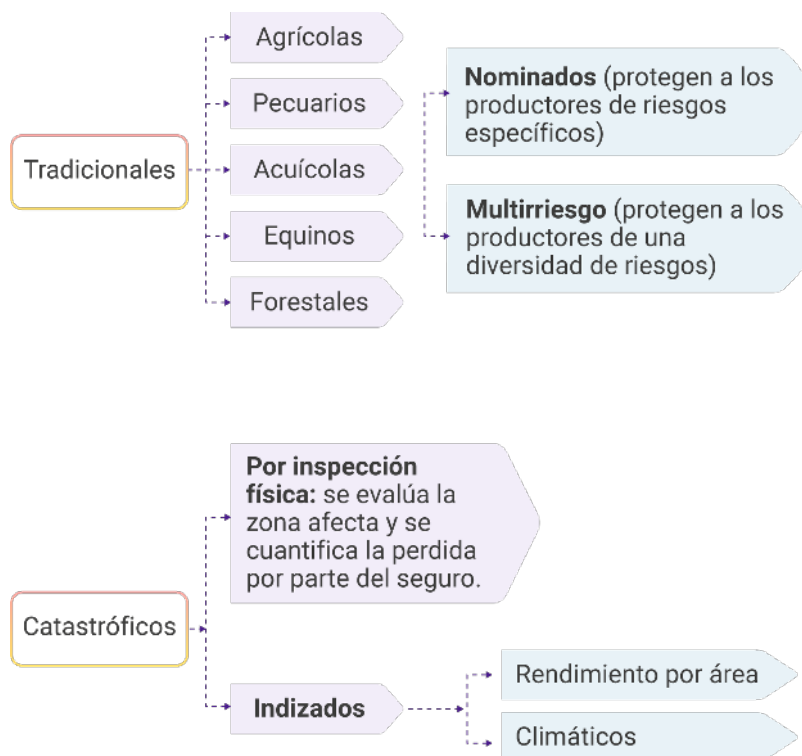 Tradicionales
Agrícolas
Pecuarios
Acuícolas
Equinos
Forestales
Nominados (protegen a los
productores de riesgos
específicos)
Multirriesgo (protegen a los
productores de una
diversidad de riesgos)
Catastróficos
Por inspección
física: se evalúa la
zona afecta y se
cuantifica la perdida
por parte del seguro.
Indizados
Rendimiento por área
Climáticos